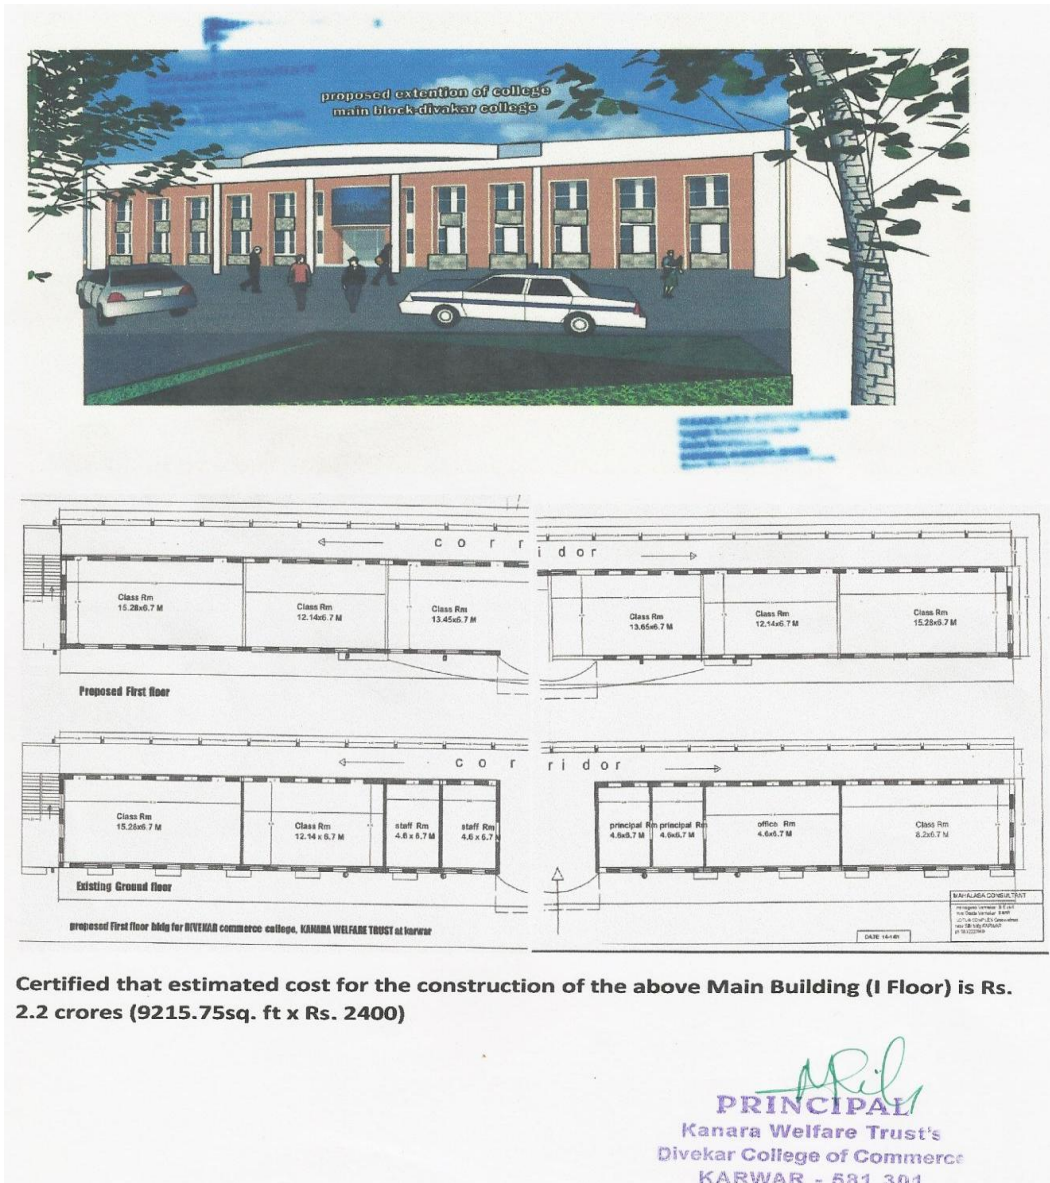 proposed extention of college
main block-divakar college
corridor
Class Rm
15.28x6.7 M
Class Rm
12.14x6.7 M
Class Rm
13.45x6.7 M
Class Rm
13.65x6.7 M
Class Rm
12.14x6.7 M
Class Rm
15.28x6.7 M
Proposed First floor
corridor
Class Rm
15.28x6.7 M
Class Rm
12.14 x 6.7 M
staff Rm
4.6 x 6.7 M
staff Rm
4.6 x 6.7 M
principal Rm
4.6x6.7 M
principal Rm
4.6x6.7 M
office Rm
4.6x6.7 M
Class Rm
8.2x6.7 M
Existing Ground floor
proposed First floor bldg for DIVEKAR commerce college, KANARA WELFARE TRUST at karwar
MAHALASA CONSULTANT
Certified that estimated cost for the construction of the above Main Building (I Floor) is Rs.
2.2 crores (9215.75sq. ft x Rs. 2400)
PRINCIPAL
Kanara Welfare Trust's
Divekar College of Commerce
KARWAR - 581 301